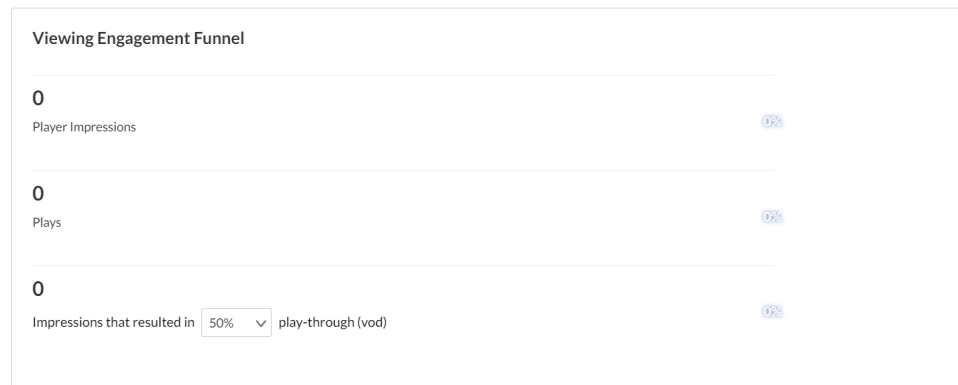 Viewing Engagement Funnel
0
Player Impressions
0%
0
Plays
0%
0
Impressions that resulted in 50% play-through (vod)
0%